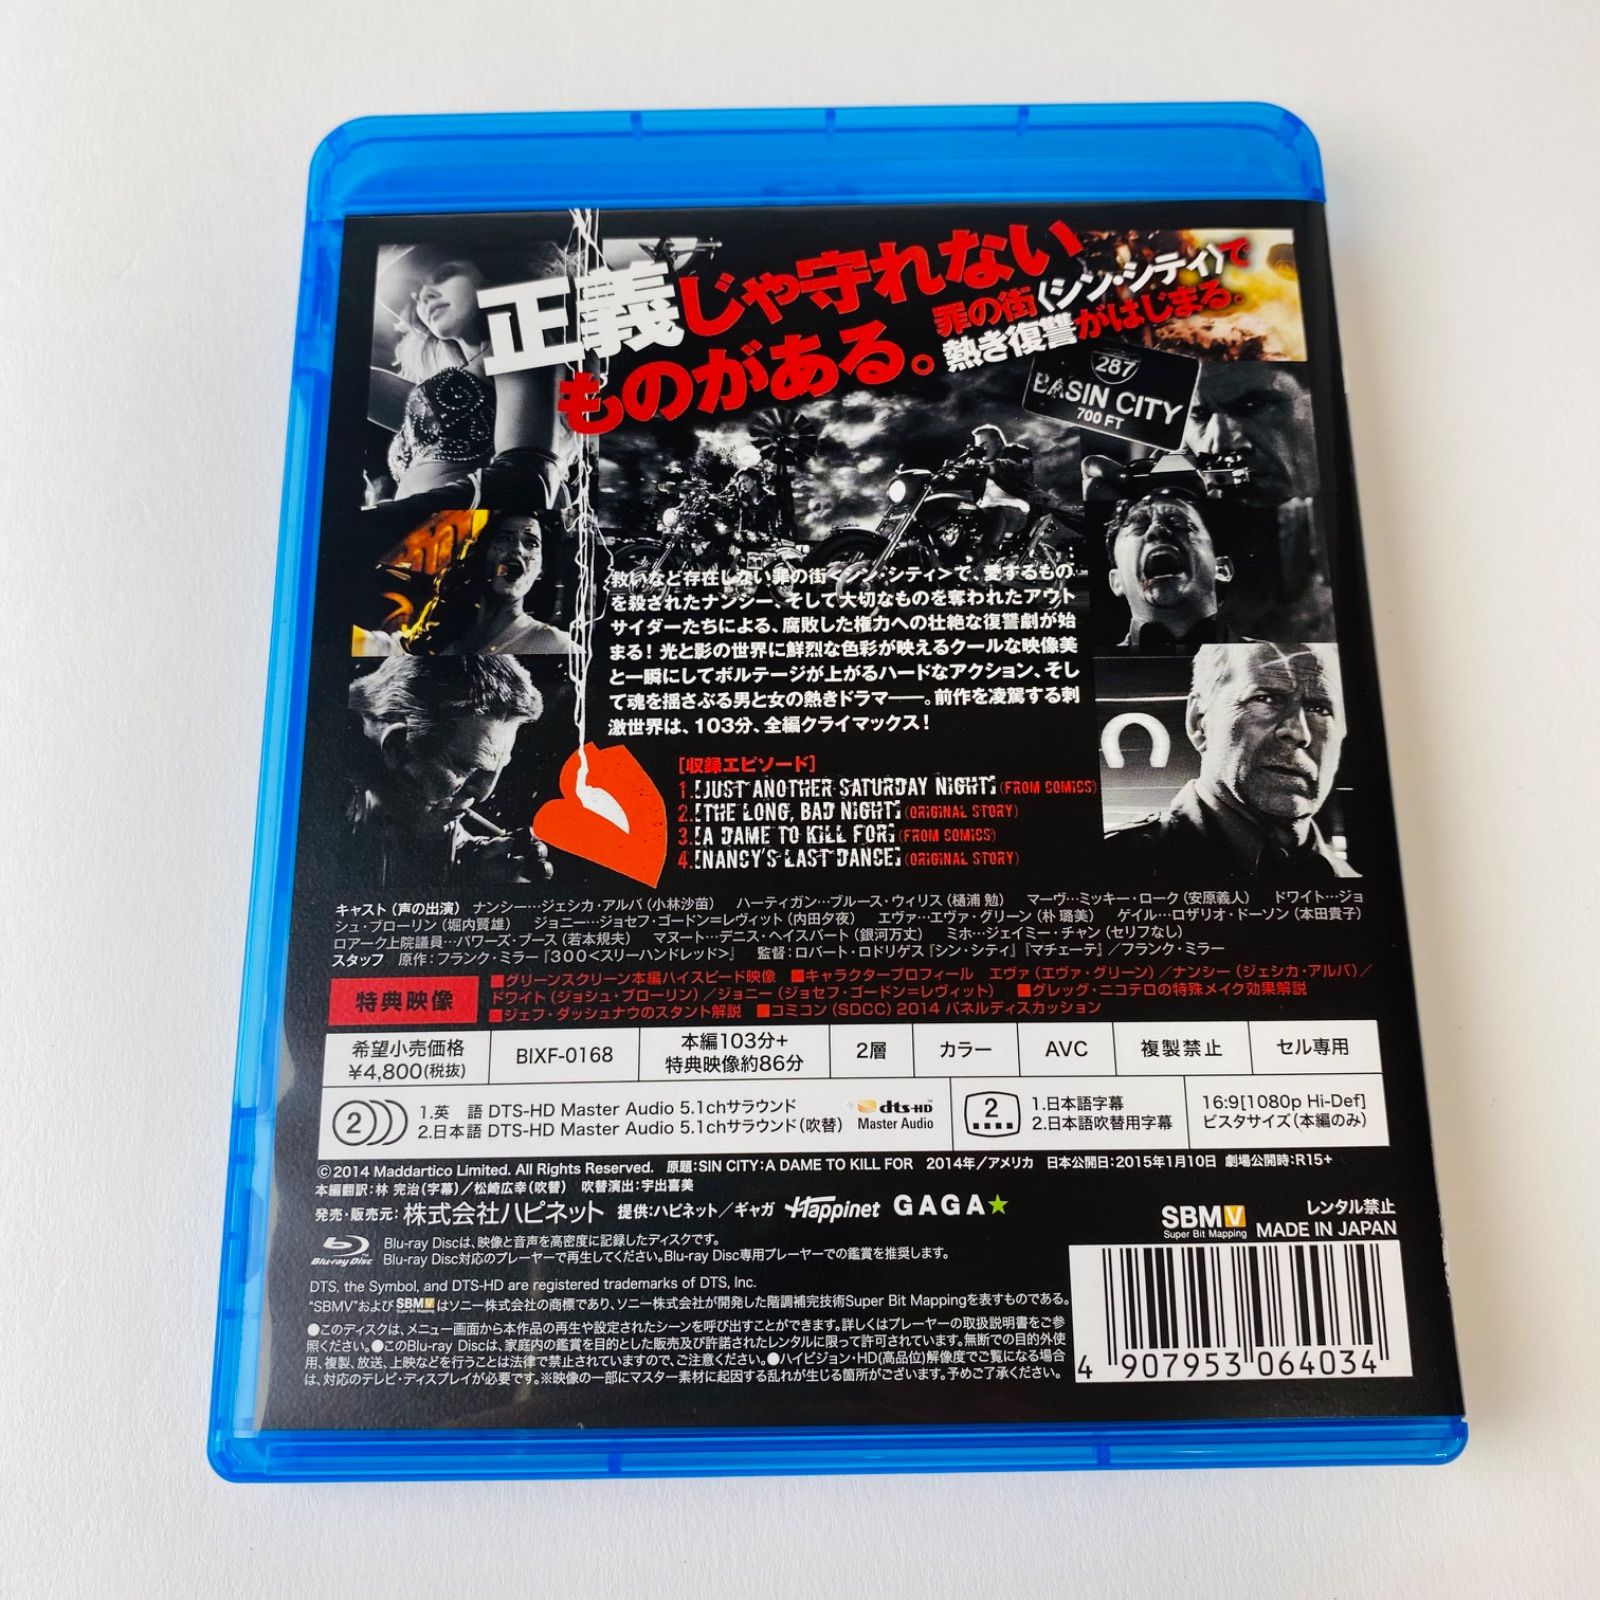 正義じゃ守れない
ものがある。
罪の街〈シン・シティ〉で
熱き復讐がはじまる。
287
BASIN CITY
700 FT
救いなど存在しない罪の街<シン・シティ>で、愛するもの
を殺されたナンシー、そして大切なものを奪われたアウト
サイダーたちによる、腐敗した権力への壮絶な復讐劇が始
まる！光と影の世界に鮮烈な色彩が映えるクールな映像美
と一瞬にしてボルテージが上がるハードなアクション、そし
て魂を揺さぶる男と女の熱きドラマ──。前作を凌駕する刺
激世界は、103分、全編クライマックス！
[収録エピソード]
1.[JUST ANOTHER SATURDAY NIGHT](FROM COMICS)
2.[THE LONG, BAD NIGHT](ORIGINAL STORY)
3.[A DAME TO KILL FOR](FROM COMICS)
4.[NANCY'S LAST DANCE](ORIGINAL STORY)
キャスト（声の出演） ナンシー…ジェシカ・アルバ（小林沙苗） ハーティガン…ブルース・ウィリス（樋浦 勉） マーヴ…ミッキー・ローク（安原義人） ドワイト…ジョ
シュ・ブローリン（堀内賢雄） ジョニー…ジョセフ・ゴードン=レヴィット（内田夕夜） エヴァ…エヴァ・グリーン（朴 璐美） ゲイル…ロザリオ・ドーソン（本田貴子）
ロアーク上院議員…パワーズ・ブース（若本規夫） マヌート…デニス・ヘイスバート（銀河万丈） ミホ…ジェイミー・チャン（セリフなし）
スタッフ 原作：フランク・ミラー『300<スリーハンドレッド>』 監督：ロバート・ロドリゲス『シン・シティ』『マチェーテ』／フランク・ミラー
特典映像
■グリーンスクリーン本編ハイスピード映像 ■キャラクタープロフィール エヴァ（エヴァ・グリーン）／ナンシー（ジェシカ・アルバ）／
ドワイト（ジョシュ・ブローリン）／ジョニー（ジョセフ・ゴードン=レヴィット） ■グレッグ・ニコテロの特殊メイク効果解説
■ジェフ・ダッシュナウのスタント解説 ■コミコン（SDCC）2014 パネルディスカッション
希望小売価格
¥4,800(税抜)
BIXF-0168
本編103分+
特典映像約86分
2層
カラー
AVC
複製禁止
セル専用
2
1.英 語 DTS-HD Master Audio 5.1chサラウンド
2.日本語 DTS-HD Master Audio 5.1chサラウンド（吹替）
dts-HD
Master Audio
2
1.日本語字幕
2.日本語吹替用字幕
16:9[1080p Hi-Def]
ビスタサイズ（本編のみ）
©2014 Maddartico Limited. All Rights Reserved. 原題：SIN CITY：A DAME TO KILL FOR 2014年／アメリカ 日本公開日：2015年1月10日 劇場公開時：R15+
本編翻訳：林 完治（字幕）／松崎広幸（吹替） 吹替演出：宇出喜美
発売・販売元：株式会社ハピネット 提供：ハピネット／ギャガ Happinet GAGA★
SBMV
Super Bit Mapping
レンタル禁止
MADE IN JAPAN
Blu-ray Disc
Blu-ray Discは、映像と音声を高密度に記録したディスクです。
Blu-ray Disc対応のプレーヤーで再生してください。Blu-ray Disc専用プレーヤーでの鑑賞を推奨します。
DTS, the Symbol, and DTS-HD are registered trademarks of DTS, Inc.
"SBMV"および SBMV Super Bit Mapping はソニー株式会社の商標であり、ソニー株式会社が開発した階調補完技術Super Bit Mappingを表すものである。
●このディスクは、メニュー画面から本作品の再生や設定されたシーンを呼び出すことができます。詳しくはプレーヤーの取扱説明書をご参
照ください。●このBlu-ray Discは、家庭内の鑑賞を目的とした販売及び許諾されたレンタルに限って許可されています。無断での目的外使
用、複製、放送、上映などを行うことは法律で禁止されていますので、ご注意ください。●ハイビジョン・HD(高品位)解像度でご覧になる場合
は、対応のテレビ・ディスプレイが必要です。※映像の一部にマスター素材に起因する乱れが生じる箇所がございます。予めご了承ください。
4 907953 064034